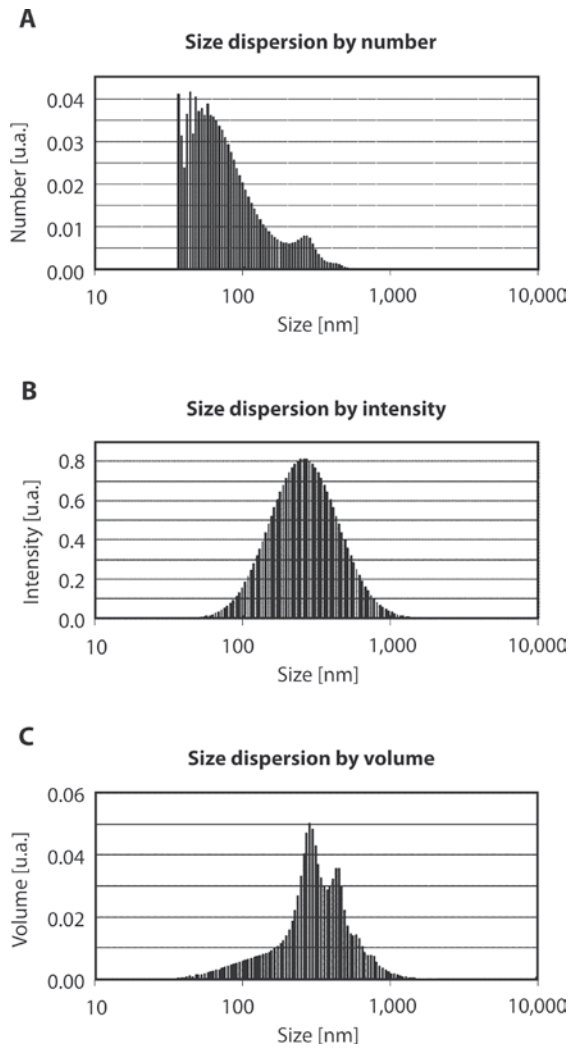 A
Size dispersion by number
Number [u.a.]
0.04
0.03
0.02
0.01
0.00
10
100
1,000
10,000
Size [nm]
B
Size dispersion by intensity
Intensity [u.a.]
0.8
0.6
0.4
0.2
0.0
10
100
1,000
10,000
Size [nm]
C
Size dispersion by volume
Volume [u.a.]
0.06
0.04
0.02
0.00
10
100
1,000
10,000
Size [nm]